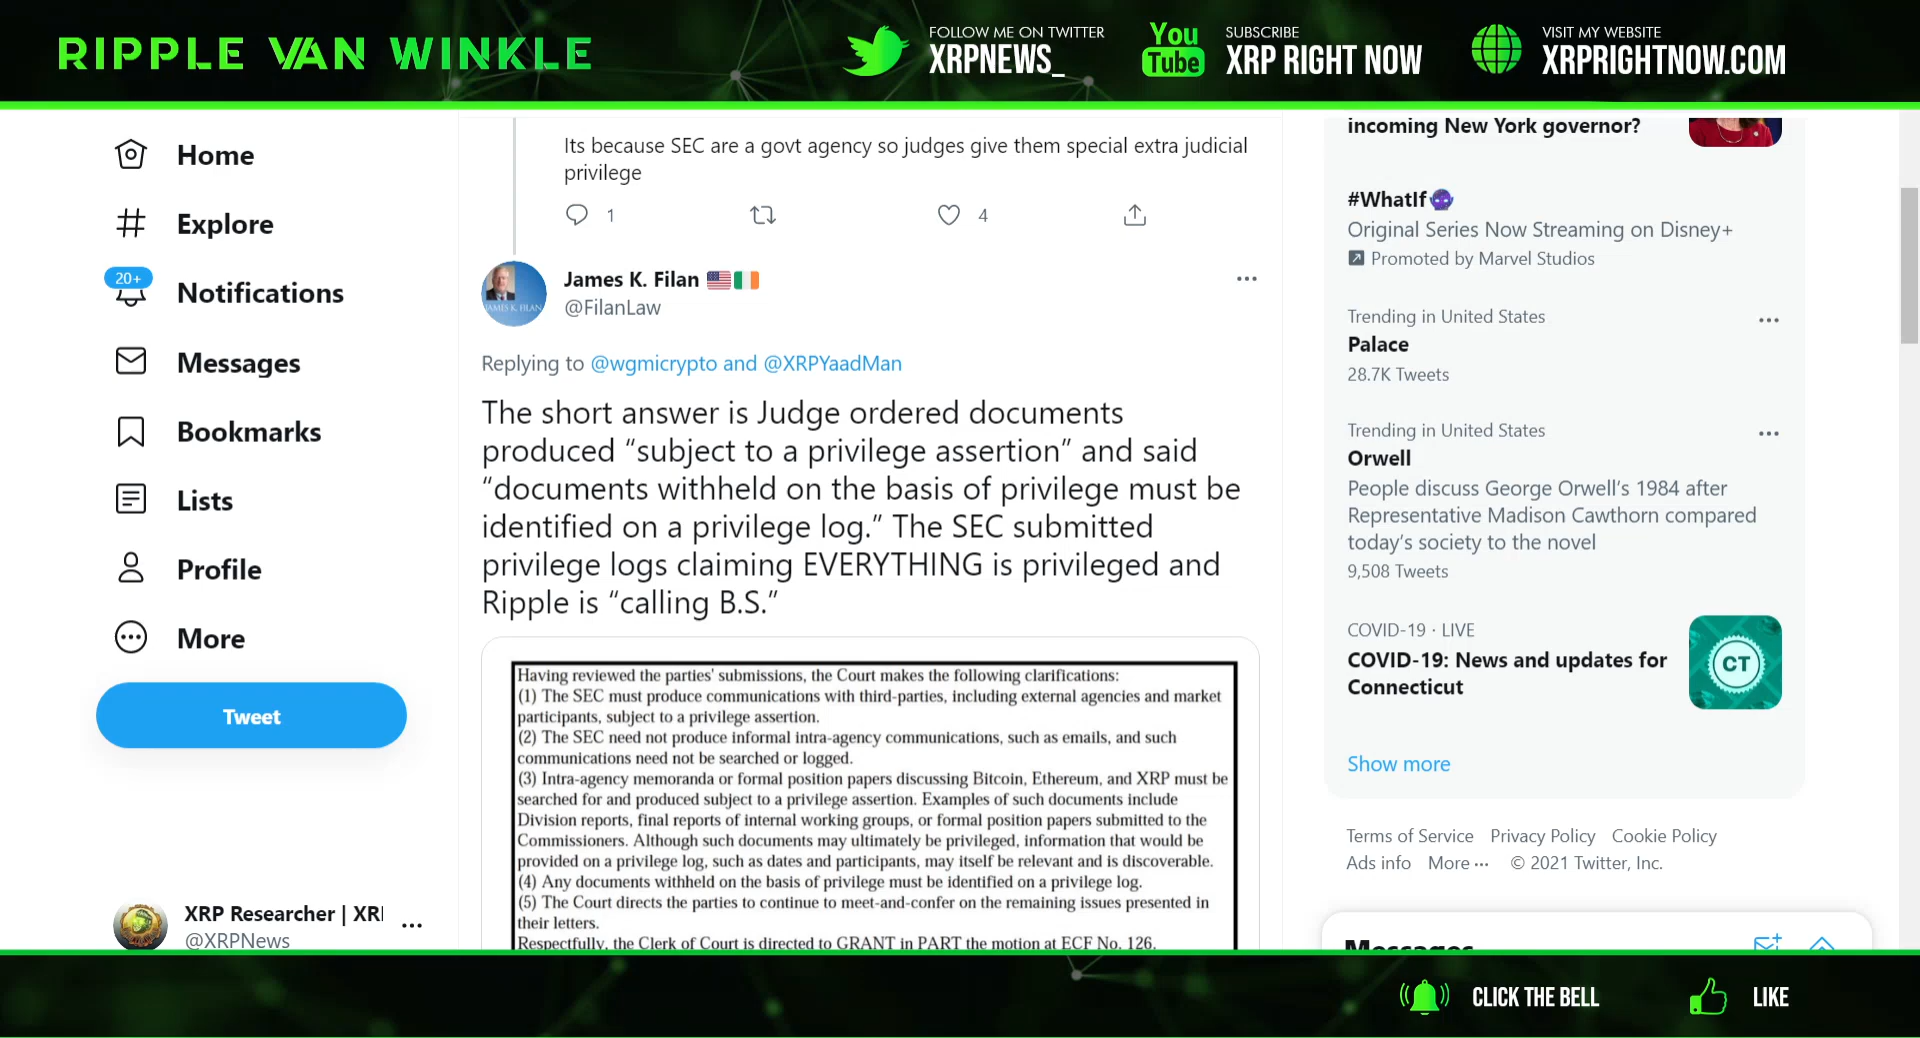 RIPPLE VAN WINKLE
FOLLOW ME ON TWITTER
XRPNEWS_
You
Tube
SUBSCRIBE
XRP RIGHT NOW
VISIT MY WEBSITE
XRPRIGHTNOW.COM
Home
Explore
20+
Notifications
Messages
Bookmarks
Lists
Profile
More
Tweet
XRP Researcher | XRI
@XRPNews
Its because SEC are a govt agency so judges give them special extra judicial
privilege
1
4
James K. Filan
@FilanLaw
JAMES K. FILAN
Replying to @wgmicrypto and @XRPYaadMan
The short answer is Judge ordered documents
produced “subject to a privilege assertion” and said
“documents withheld on the basis of privilege must be
identified on a privilege log.” The SEC submitted
privilege logs claiming EVERYTHING is privileged and
Ripple is “calling B.S.”
Having reviewed the parties' submissions, the Court makes the following clarifications:
(1) The SEC must produce communications with third-parties, including external agencies and market
participants, subject to a privilege assertion.
(2) The SEC need not produce informal intra-agency communications, such as emails, and such
communications need not be searched or logged.
(3) Intra-agency memoranda or formal position papers discussing Bitcoin, Ethereum, and XRP must be
searched for and produced subject to a privilege assertion. Examples of such documents include
Division reports, final reports of internal working groups, or formal position papers submitted to the
Commissioners. Although such documents may ultimately be privileged, information that would be
provided on a privilege log, such as dates and participants, may itself be relevant and is discoverable.
(4) Any documents withheld on the basis of privilege must be identified on a privilege log.
(5) The Court directs the parties to continue to meet-and-confer on the remaining issues presented in
their letters.
Respectfully, the Clerk of Court is directed to GRANT in PART the motion at ECF No. 126.
incoming New York governor?
#WhatIf
Original Series Now Streaming on Disney+
Promoted by Marvel Studios
Trending in United States
Palace
28.7K Tweets
Trending in United States
Orwell
People discuss George Orwell’s 1984 after
Representative Madison Cawthorn compared
today’s society to the novel
9,508 Tweets
COVID-19 · LIVE
COVID-19: News and updates for
Connecticut
CT
Show more
Terms of Service Privacy Policy Cookie Policy
Ads info More ··· © 2021 Twitter, Inc.
Messages
CLICK THE BELL
LIKE